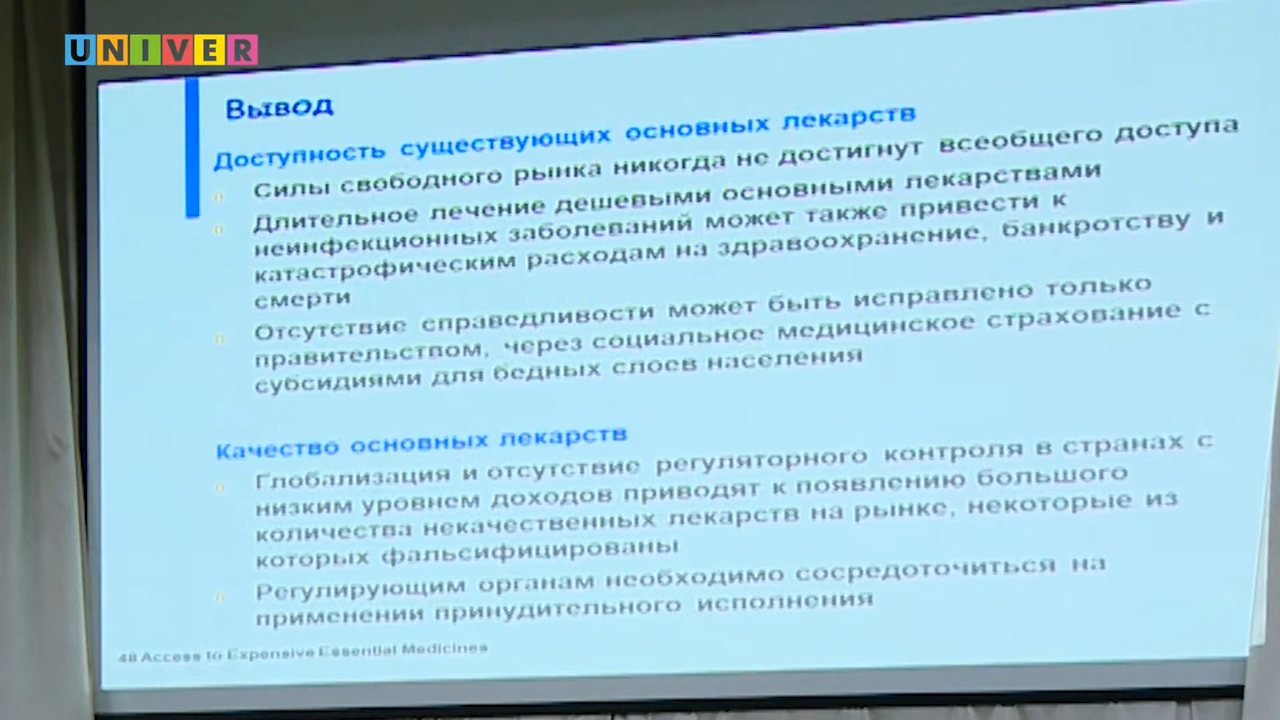 UNIVER
Вывод
Доступность существующих основных лекарств
Силы свободного рынка никогда не достигнут всеобщего доступа
Длительное лечение дешевыми основными лекарствами
неинфекционных заболеваний может также привести к
катастрофическим расходам на здравоохранение, банкротству и
смерти
Отсутствие справедливости может быть исправлено только
правительством, через социальное медицинское страхование с
субсидиями для бедных слоев населения
Качество основных лекарств
Глобализация и отсутствие регуляторного контроля в странах с
низким уровнем доходов приводят к появлению большого
количества некачественных лекарств на рынке, некоторые из
которых фальсифицированы
Регулирующим органам необходимо сосредоточиться на
применении принудительного исполнения
48 Access to Expensive Essential Medicines